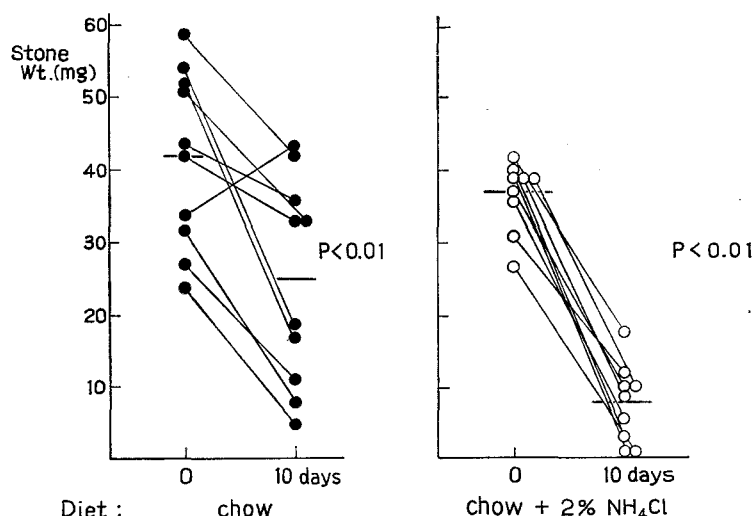 60
Stone
Wt.(mg)
50
40
30
20
10
P<0.01
P<0.01
0 10 days
0 10 days
Diet : chow
chow + 2% NH₄Cl